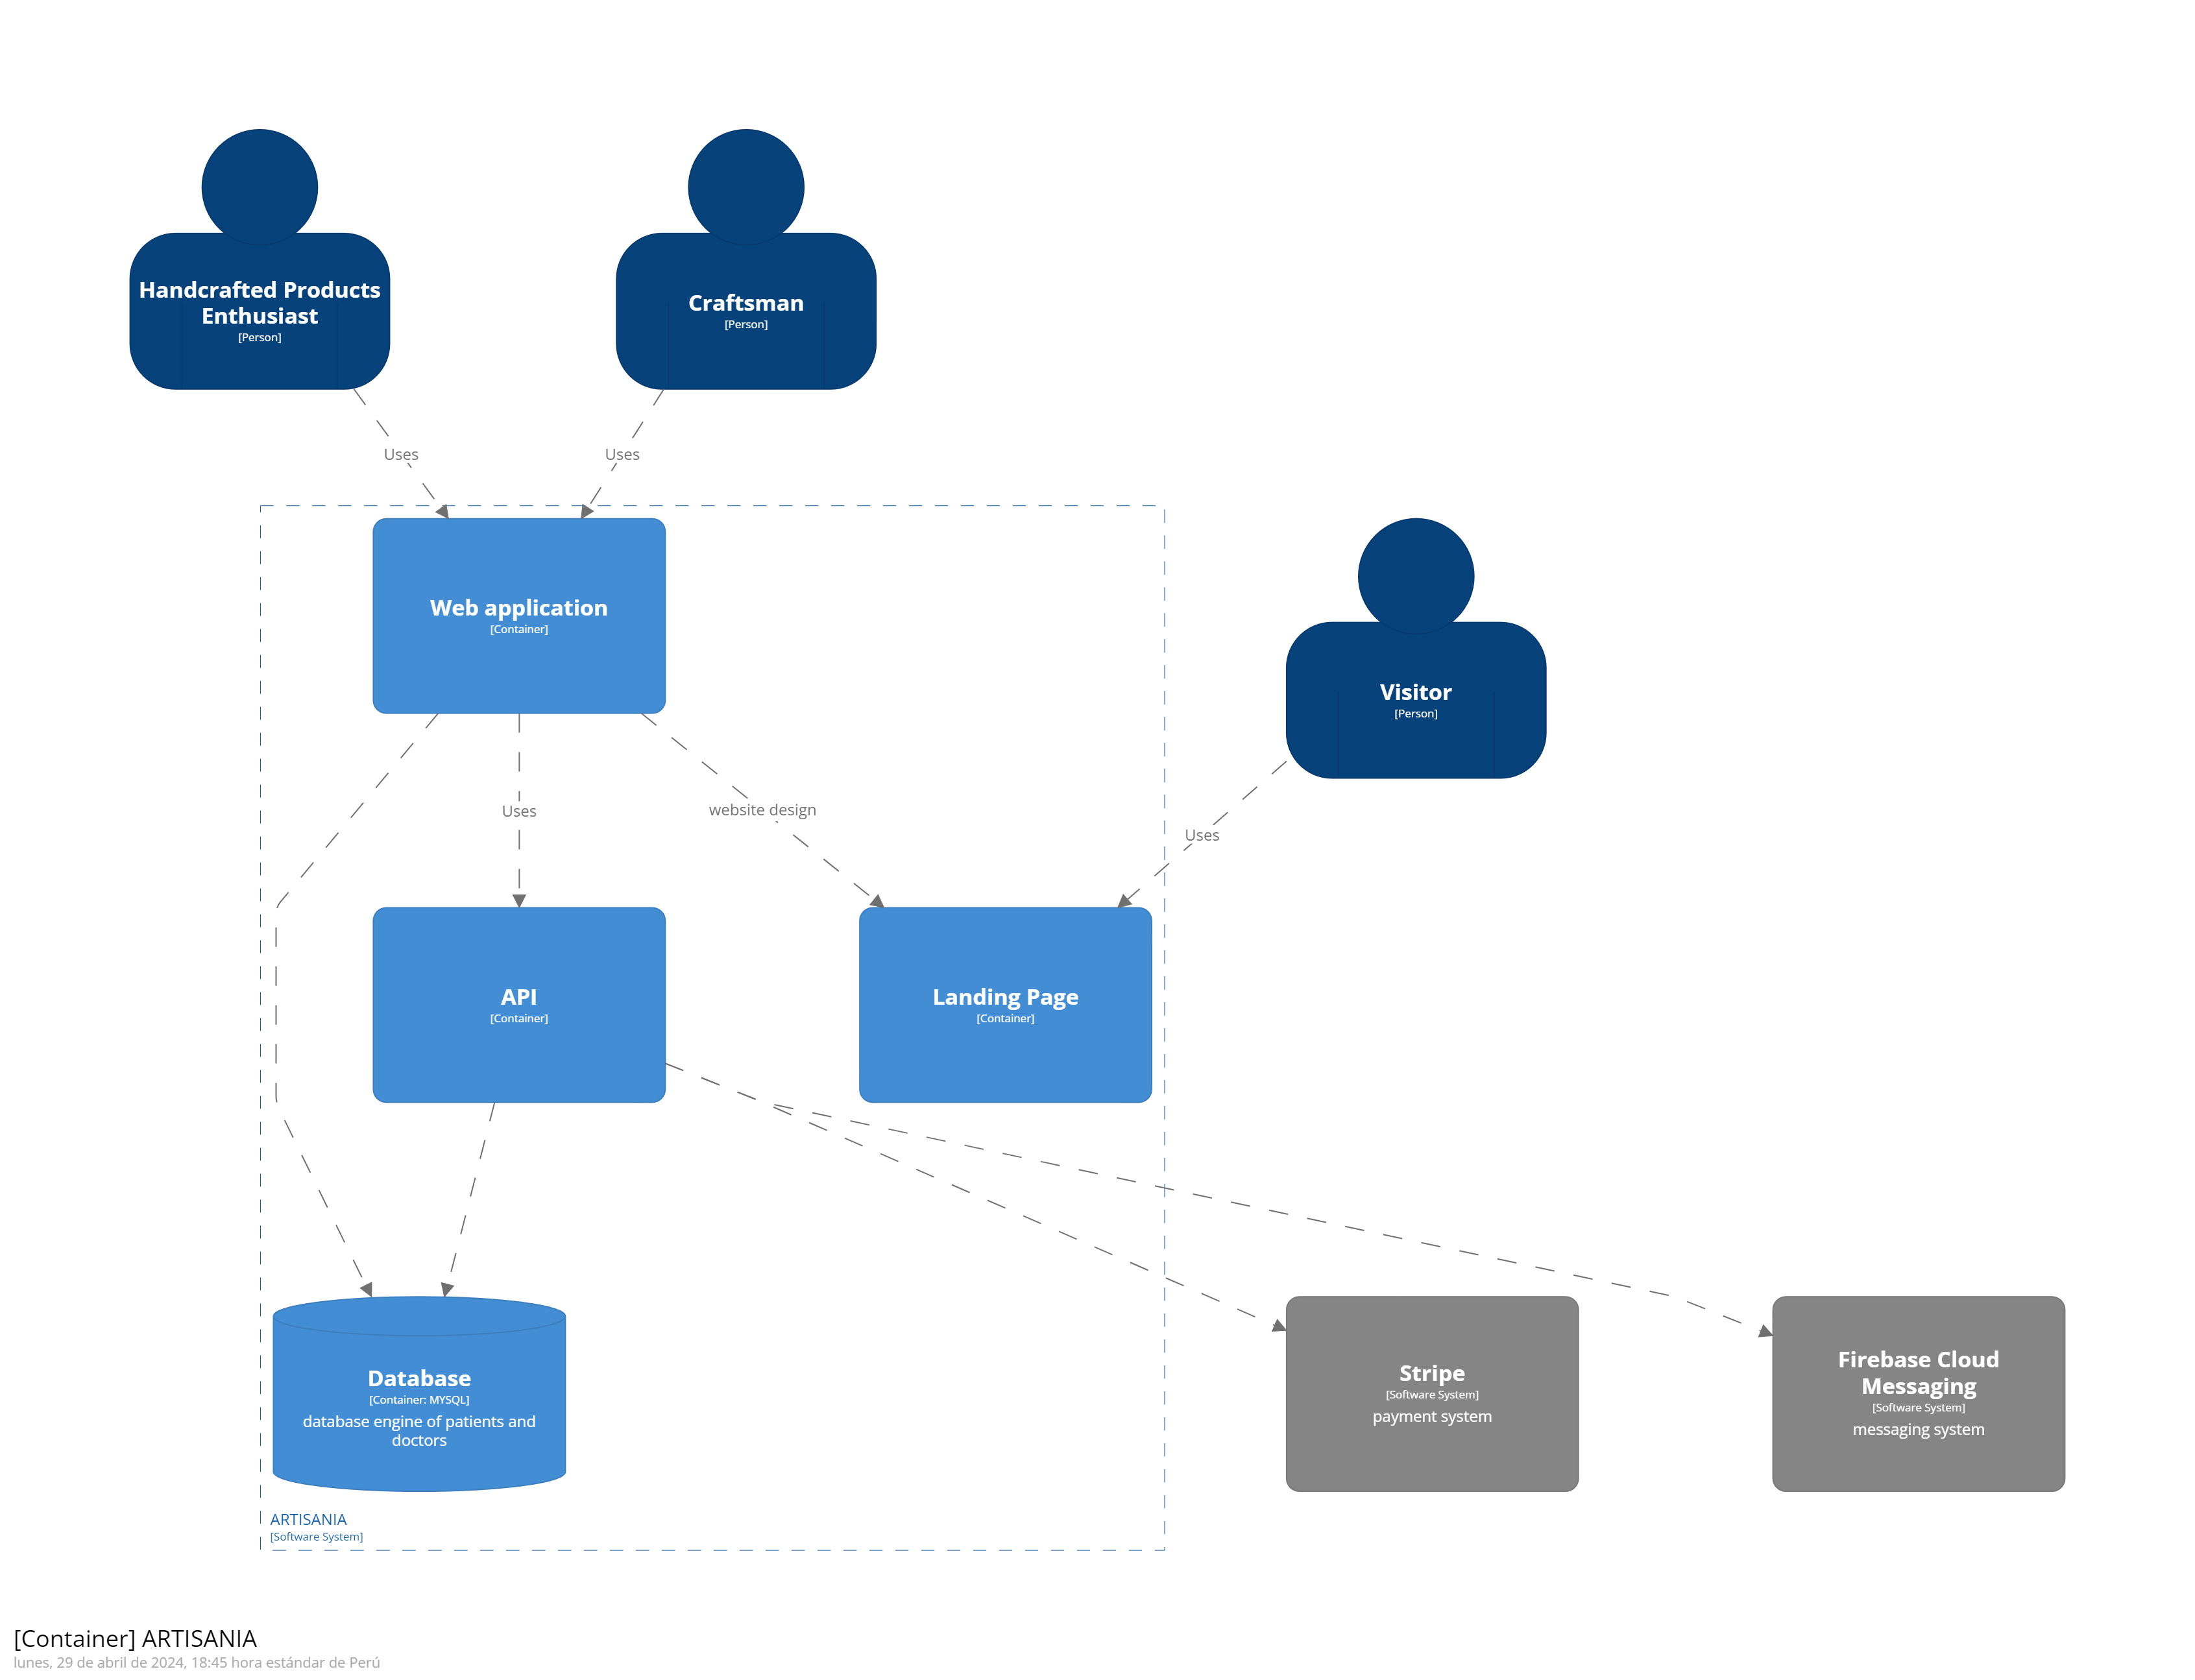 Handcrafted Products
Enthusiast
[Person]
Craftsman
[Person]
Uses
Uses
Web application
[Container]
Visitor
[Person]
Uses
website design
Uses
API
[Container]
Landing Page
[Container]
Database
[Container: MYSQL]
database engine of patients and
doctors
Stripe
[Software System]
payment system
Firebase Cloud
Messaging
[Software System]
messaging system
ARTISANIA
[Software System]
[Container] ARTISANIA
lunes, 29 de abril de 2024, 18:45 hora estándar de Perú